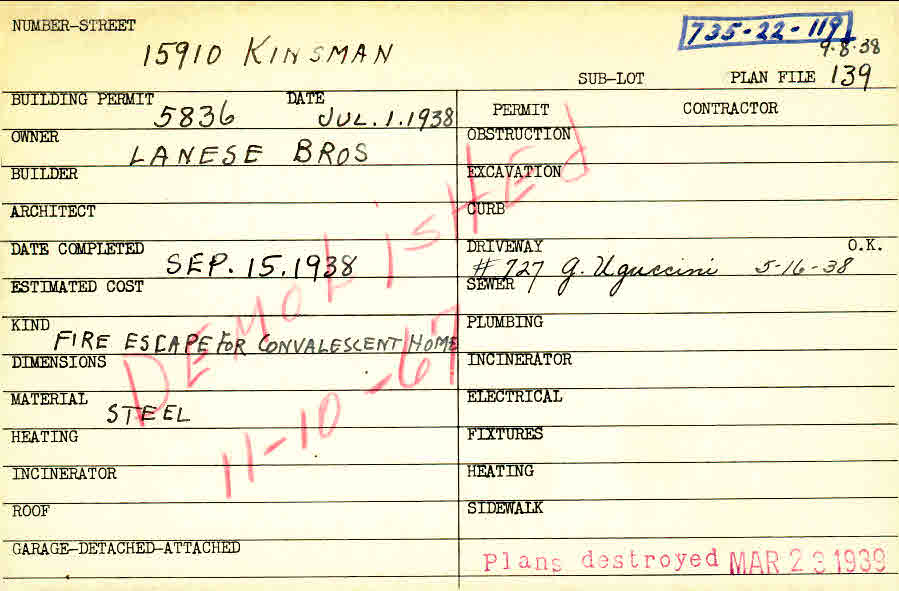 NUMBER-STREET
15910 KINSMAN
735-22-119
9.8.38
SUB-LOT PLAN FILE 139
BUILDING PERMIT 5836 DATE JUL.1.1938
PERMIT CONTRACTOR
OWNER LANESE BROS
OBSTRUCTION
BUILDER
EXCAVATION
ARCHITECT
CURB
DATE COMPLETED SEP. 15.1938
DRIVEWAY O.K.
# 727 G. Uguccini 5-16-38
ESTIMATED COST
SEWER
KIND FIRE ESCAPE FOR CONVALESCENT HOME
PLUMBING
DIMENSIONS
INCINERATOR
MATERIAL STEEL
ELECTRICAL
HEATING
FIXTURES
INCINERATOR
HEATING
ROOF
SIDEWALK
GARAGE-DETACHED-ATTACHED
Plans destroyed MAR 23 1939
DEMOLisHEd
11-10-67